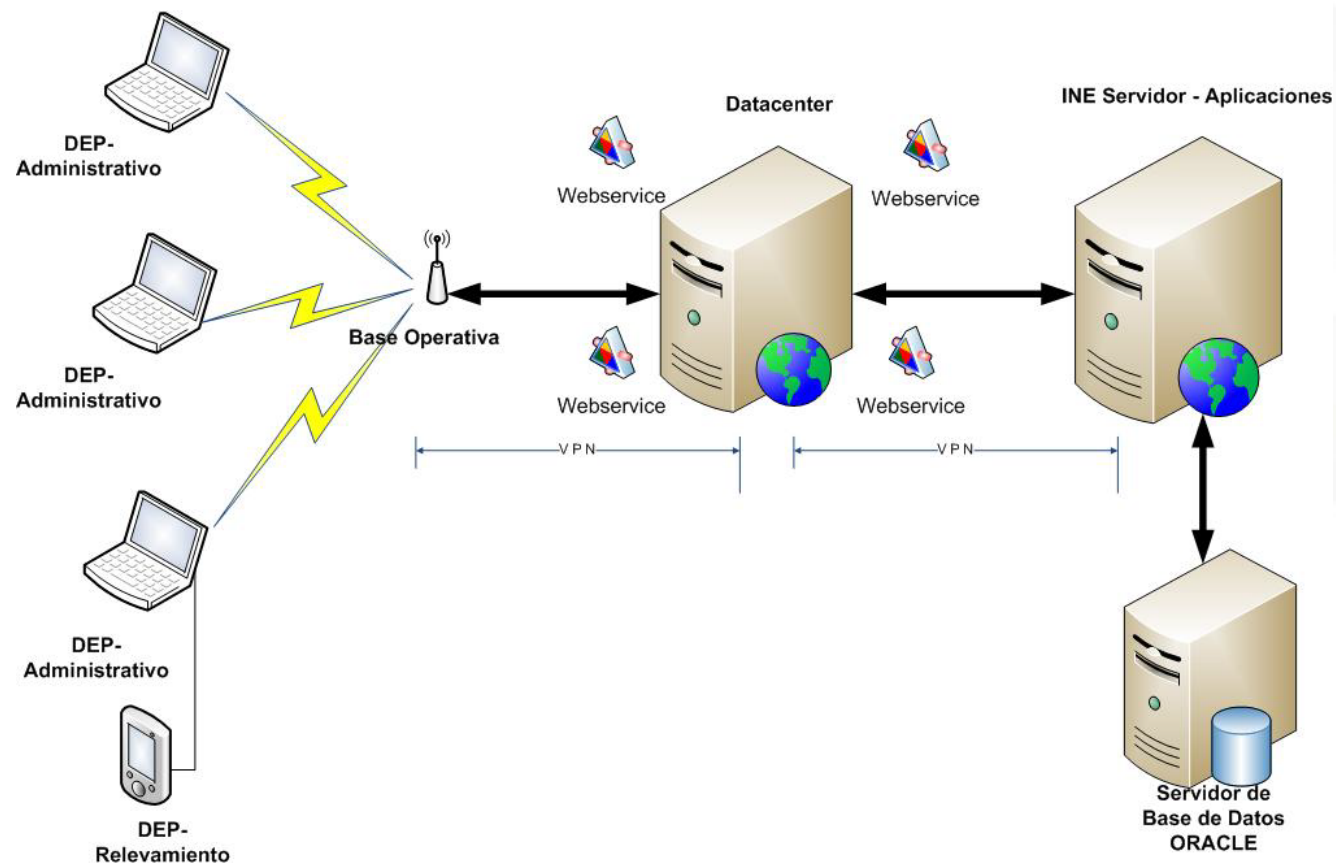 DEP-
Administrativo
DEP-
Administrativo
DEP-
Administrativo
DEP-
Relevamiento
Base Operativa
Webservice
Webservice
VPN
Datacenter
Webservice
Webservice
VPN
INE Servidor - Aplicaciones
Servidor de
Base de Datos
ORACLE